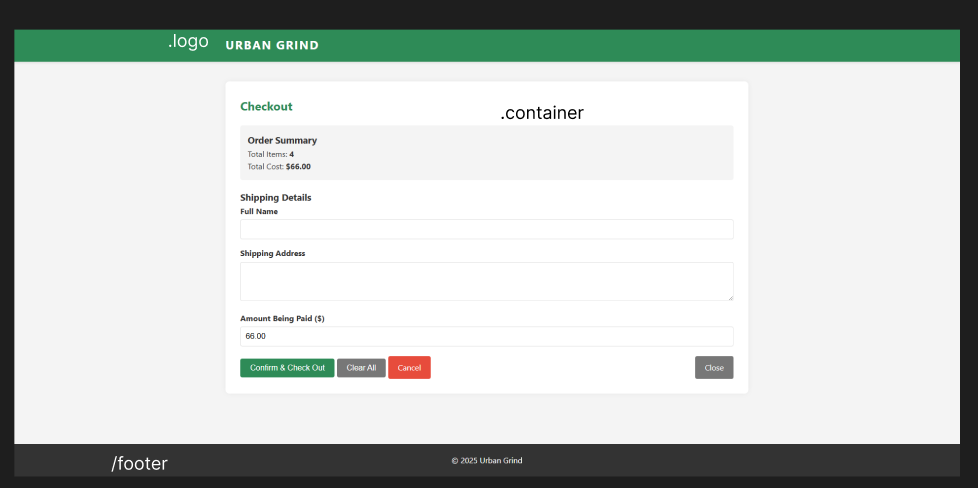 .logo URBAN GRIND
Checkout
.container
Order Summary
Total Items: 4
Total Cost: $66.00
Shipping Details
Full Name
Shipping Address
Amount Being Paid ($)
66.00
Confirm & Check Out Clear All Cancel Close
/footer © 2025 Urban Grind